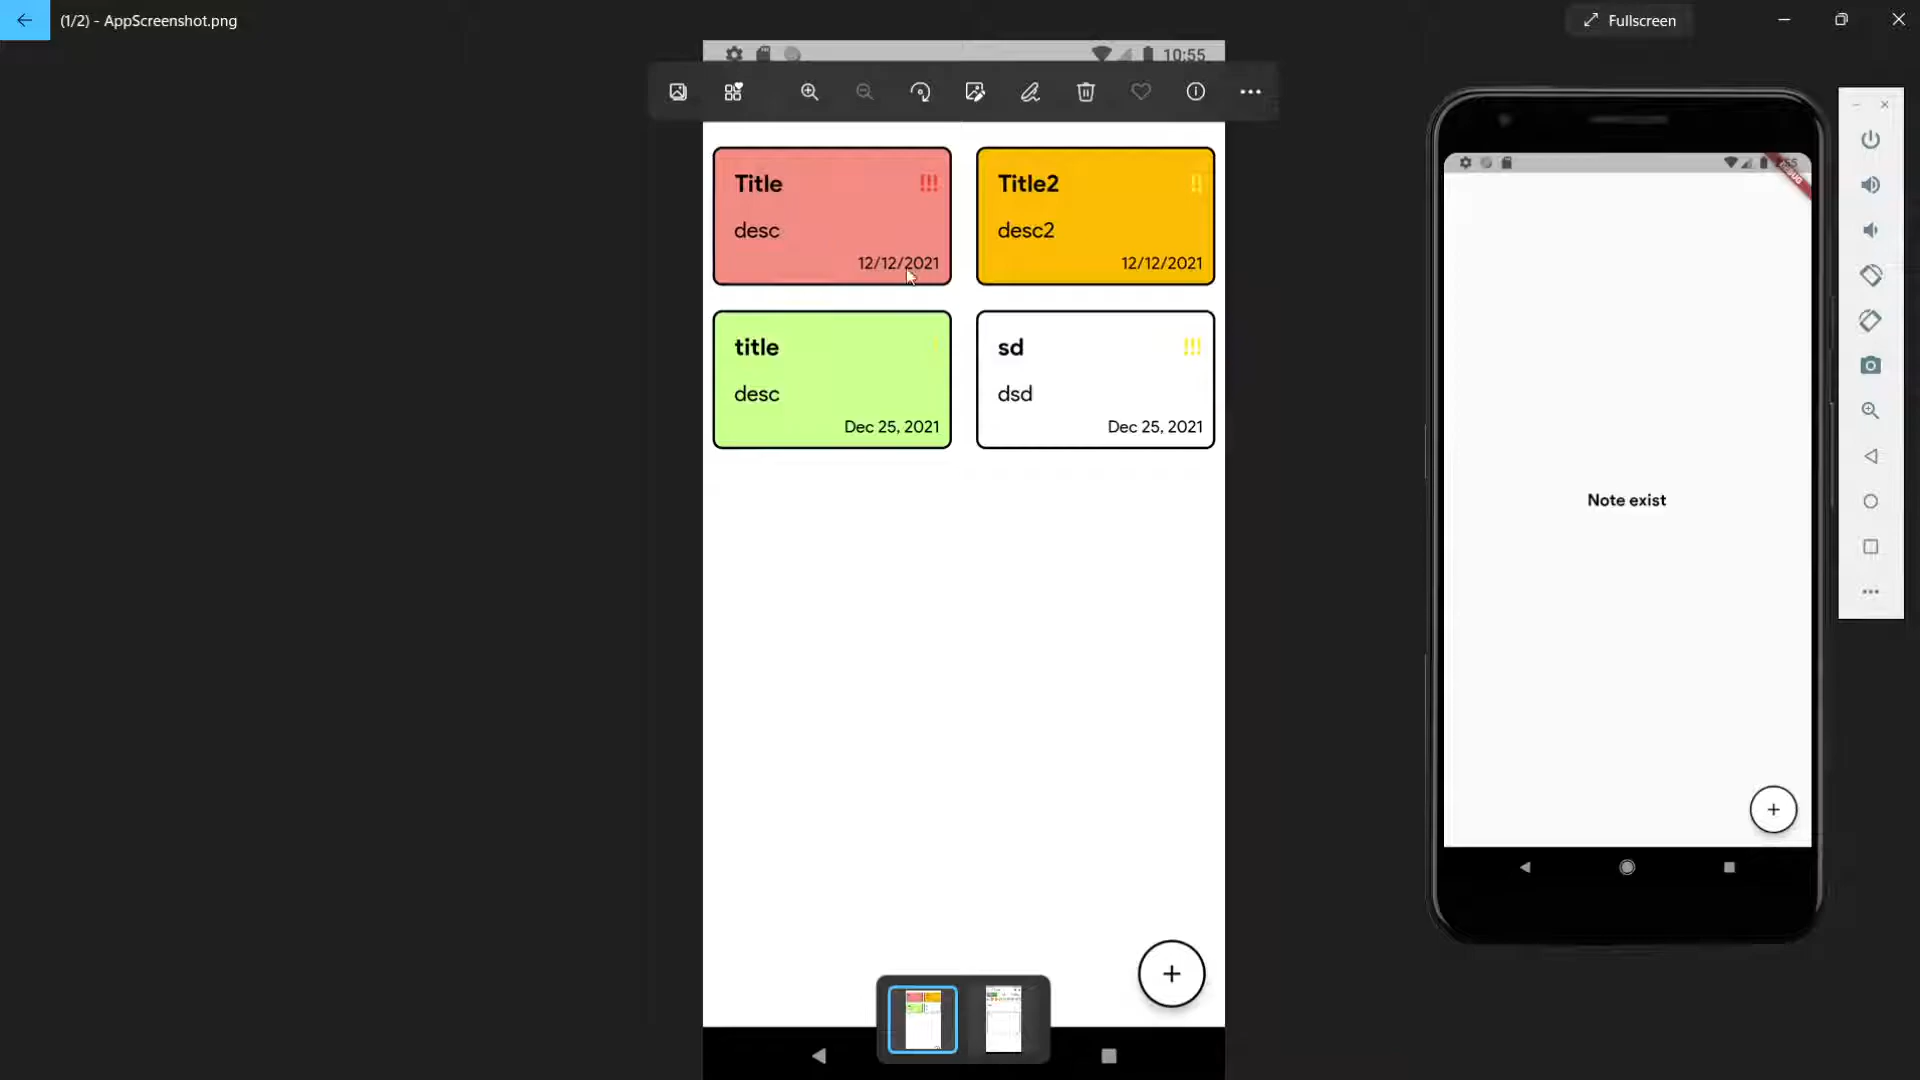 (1/2) - AppScreenshot.png
Fullscreen
10:55
Title !!!
desc
12/12/2021
Title2 !!
desc2
12/12/2021
title !
desc
Dec 25, 2021
sd !!!
dsd
Dec 25, 2021
DEBUG
Note exist